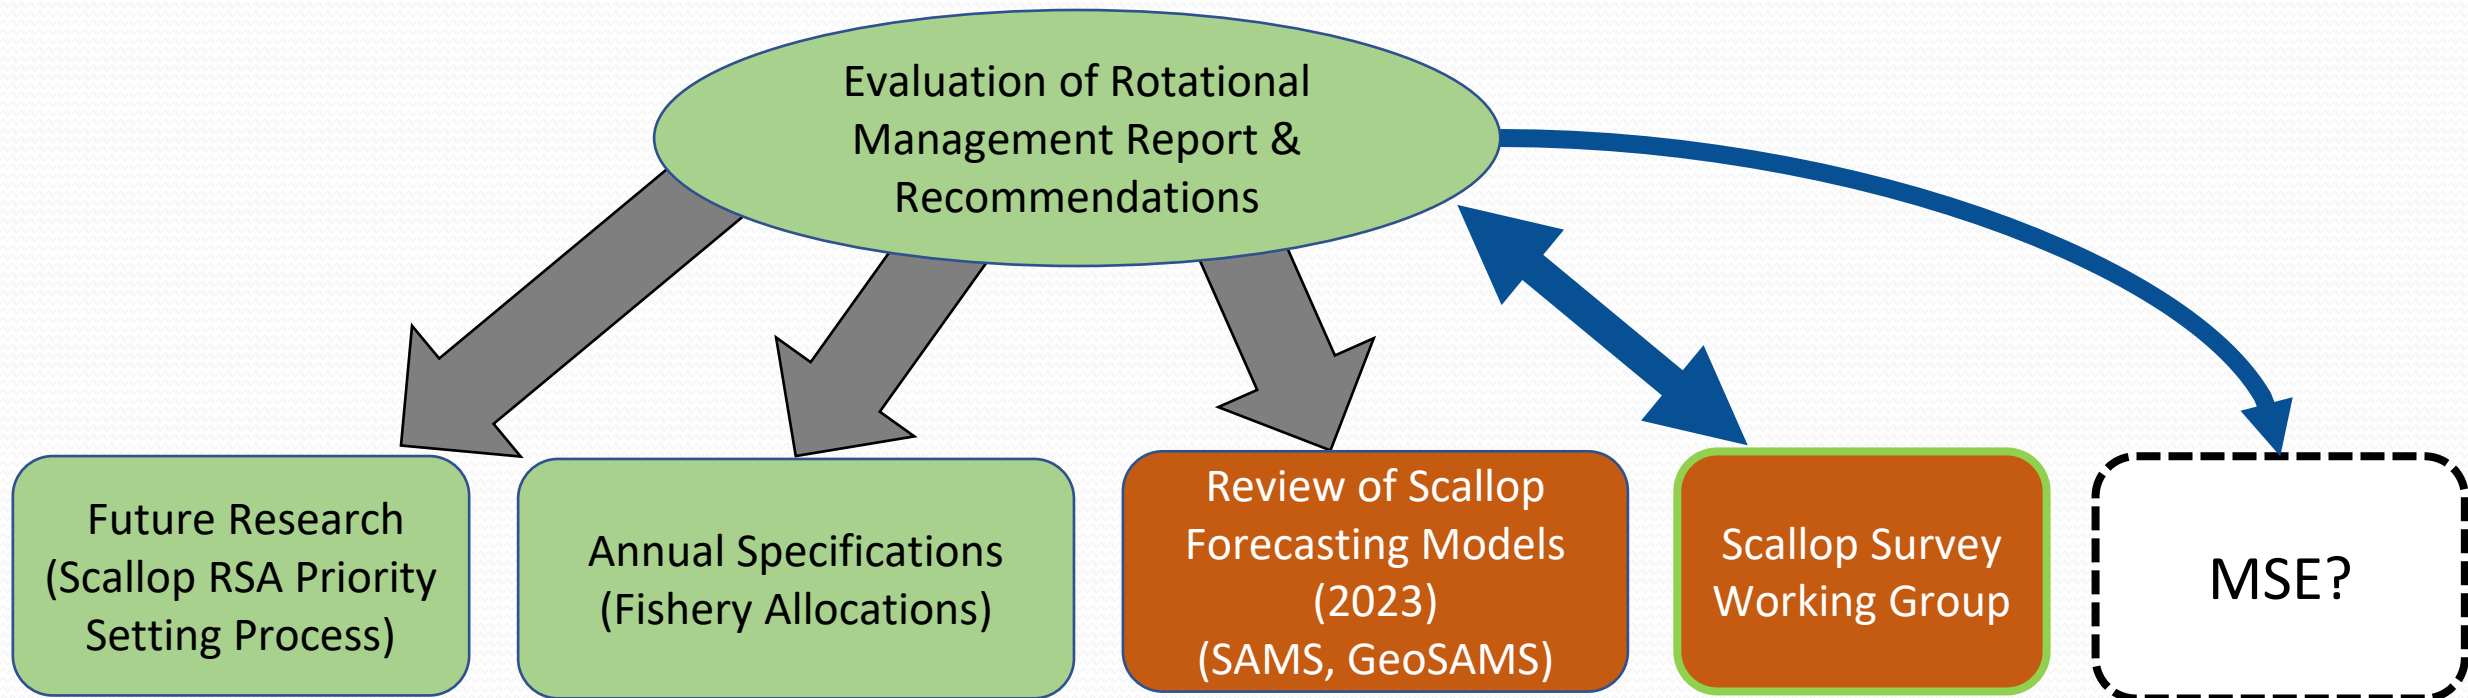 Evaluation of Rotational
Management Report &
Recommendations
Future Research
(Scallop RSA Priority
Setting Process)
Annual Specifications
(Fishery Allocations)
Review of Scallop
Forecasting Models
(2023)
(SAMS, GeoSAMS)
Scallop Survey
Working Group
MSE?